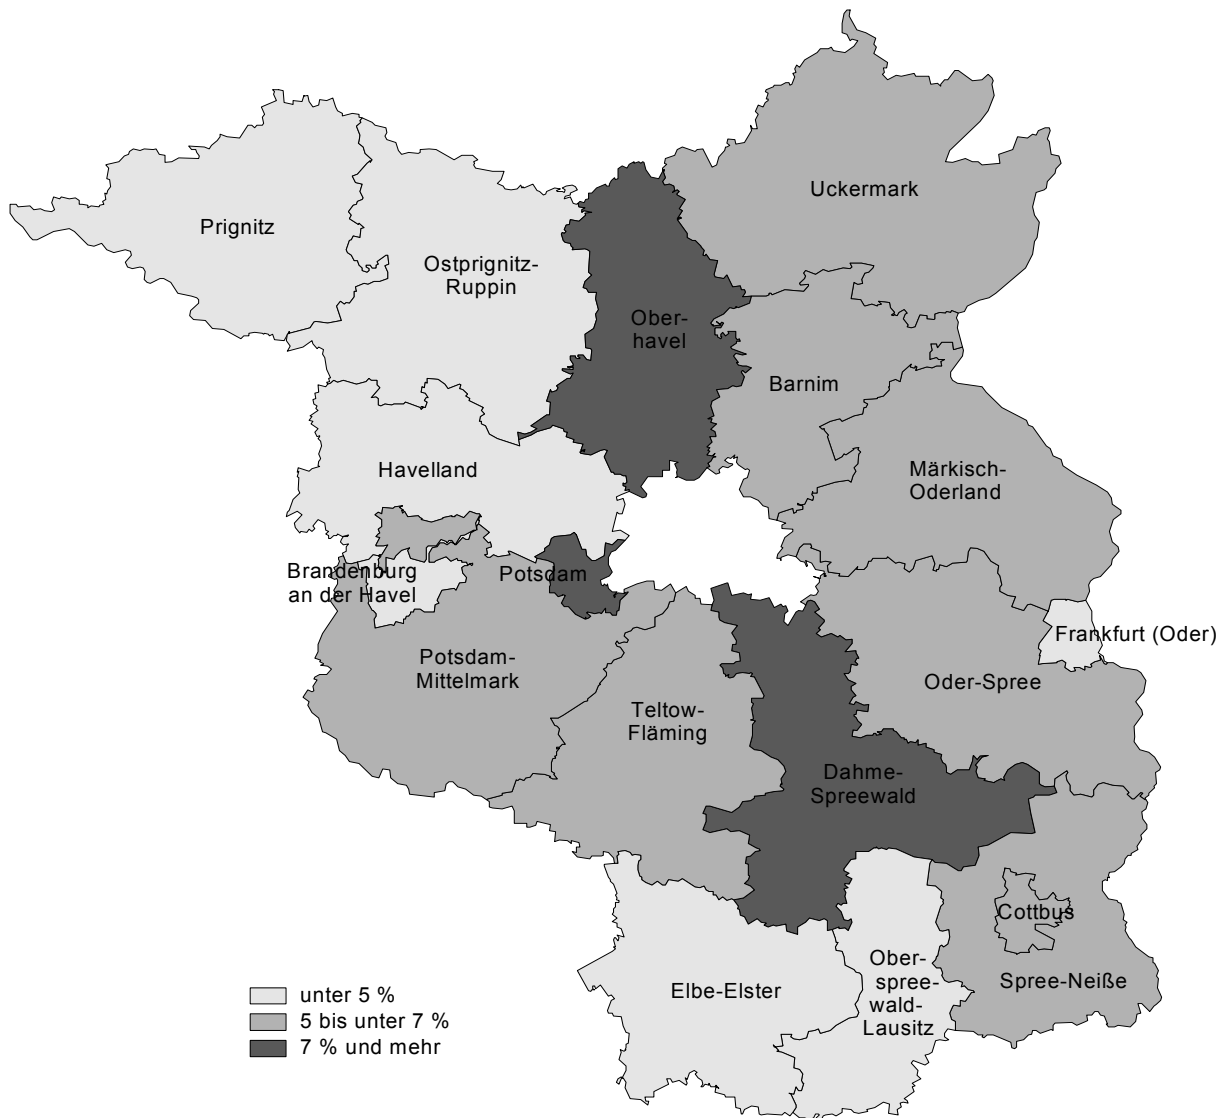 Uckermark
Prignitz
Ostprignitz-
Ruppin
Ober-
havel
Barnim
Havelland
Märkisch-
Oderland
Brandenburg
an der Havel
Potsdam
Frankfurt (Oder)
Potsdam-
Mittelmark
Oder-Spree
Teltow-
Fläming
Dahme-
Spreewald
Cottbus
Spree-Neiße
Elbe-Elster
Ober-
spree-
wald-
Lausitz
unter 5 %
5 bis unter 7 %
7 % und mehr